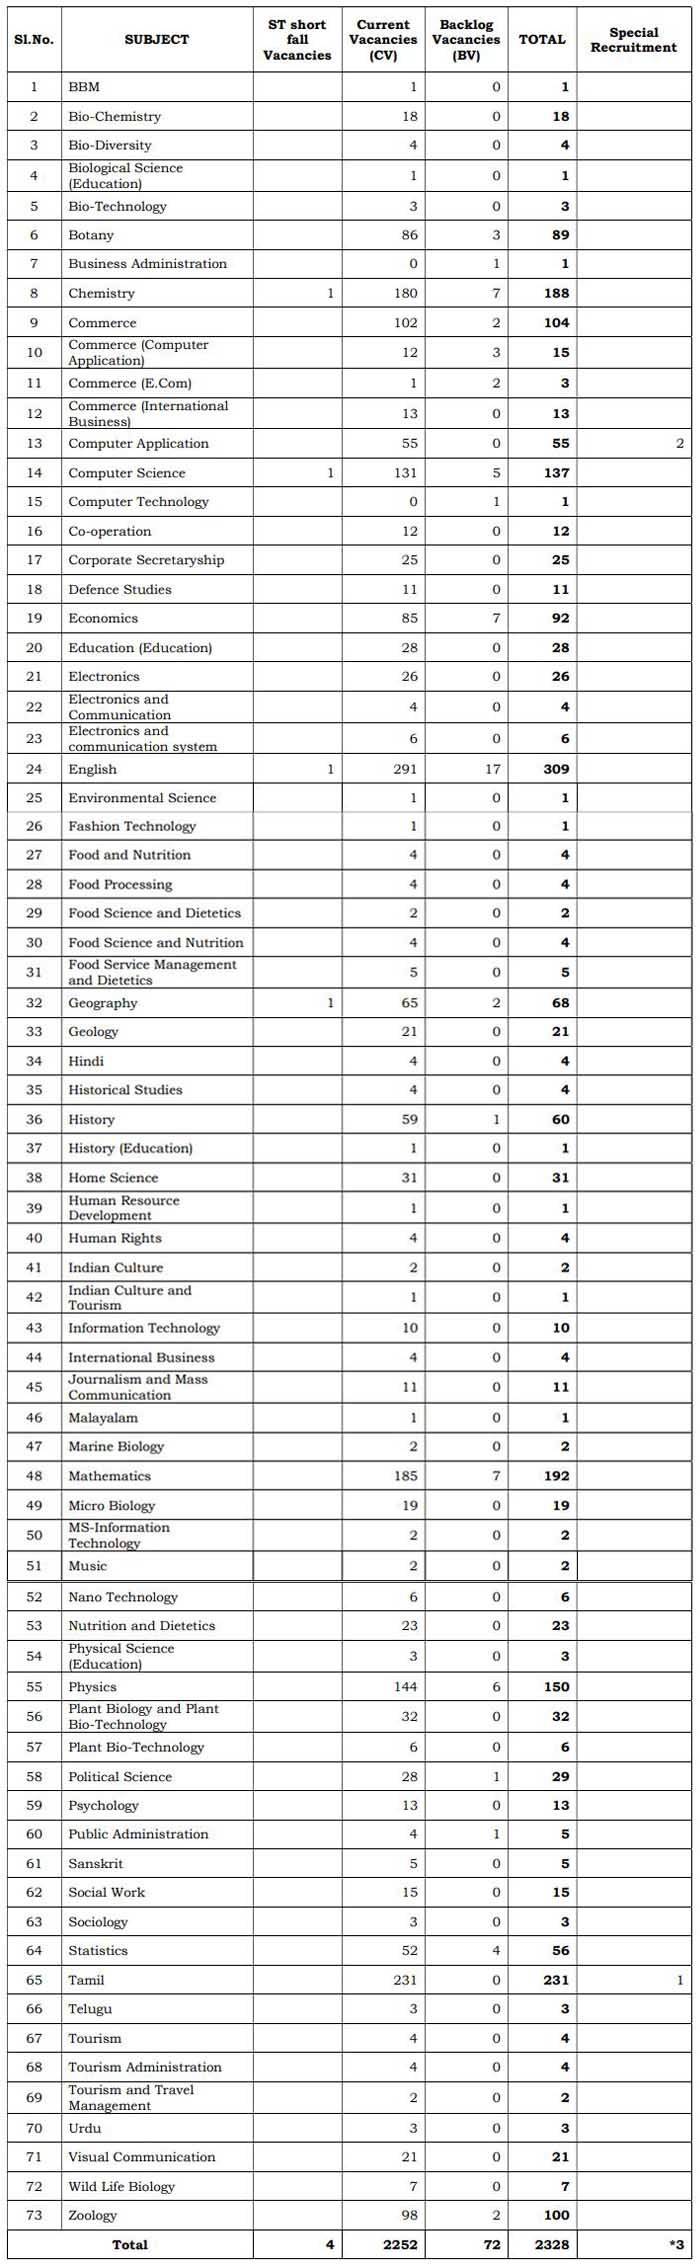 Sl.No. SUBJECT ST short fall Vacancies Current Vacancies (CV) Backlog Vacancies (BV) TOTAL Special Recruitment
1 BBM 1 0 1
2 Bio-Chemistry 18 0 18
3 Bio-Diversity 4 0 4
4 Biological Science (Education) 1 0 1
5 Bio-Technology 3 0 3
6 Botany 86 3 89
7 Business Administration 0 1 1
8 Chemistry 1 180 7 188
9 Commerce 102 2 104
10 Commerce (Computer Application) 12 3 15
11 Commerce (E.Com) 1 2 3
12 Commerce (International Business) 13 0 13
13 Computer Application 55 0 55 2
14 Computer Science 1 131 5 137
15 Computer Technology 0 1 1
16 Co-operation 12 0 12
17 Corporate Secretaryship 25 0 25
18 Defence Studies 11 0 11
19 Economics 85 7 92
20 Education (Education) 28 0 28
21 Electronics 26 0 26
22 Electronics and Communication 4 0 4
23 Electronics and communication system 6 0 6
24 English 1 291 17 309
25 Environmental Science 1 0 1
26 Fashion Technology 1 0 1
27 Food and Nutrition 4 0 4
28 Food Processing 4 0 4
29 Food Science and Dietetics 2 0 2
30 Food Science and Nutrition 4 0 4
31 Food Service Management and Dietetics 5 0 5
32 Geography 1 65 2 68
33 Geology 21 0 21
34 Hindi 4 0 4
35 Historical Studies 4 0 4
36 History 59 1 60
37 History (Education) 1 0 1
38 Home Science 31 0 31
39 Human Resource Development 1 0 1
40 Human Rights 4 0 4
41 Indian Culture 2 0 2
42 Indian Culture and Tourism 1 0 1
43 Information Technology 10 0 10
44 International Business 4 0 4
45 Journalism and Mass Communication 11 0 11
46 Malayalam 1 0 1
47 Marine Biology 2 0 2
48 Mathematics 185 7 192
49 Micro Biology 19 0 19
50 MS-Information Technology 2 0 2
51 Music 2 0 2
52 Nano Technology 6 0 6
53 Nutrition and Dietetics 23 0 23
54 Physical Science (Education) 3 0 3
55 Physics 144 6 150
56 Plant Biology and Plant Bio-Technology 32 0 32
57 Plant Bio-Technology 6 0 6
58 Political Science 28 1 29
59 Psychology 13 0 13
60 Public Administration 4 1 5
61 Sanskrit 5 0 5
62 Social Work 15 0 15
63 Sociology 3 0 3
64 Statistics 52 4 56
65 Tamil 231 0 231 1
66 Telugu 3 0 3
67 Tourism 4 0 4
68 Tourism Administration 4 0 4
69 Tourism and Travel Management 2 0 2
70 Urdu 3 0 3
71 Visual Communication 21 0 21
72 Wild Life Biology 7 0 7
73 Zoology 98 2 100
Total 4 2252 72 2328 *3